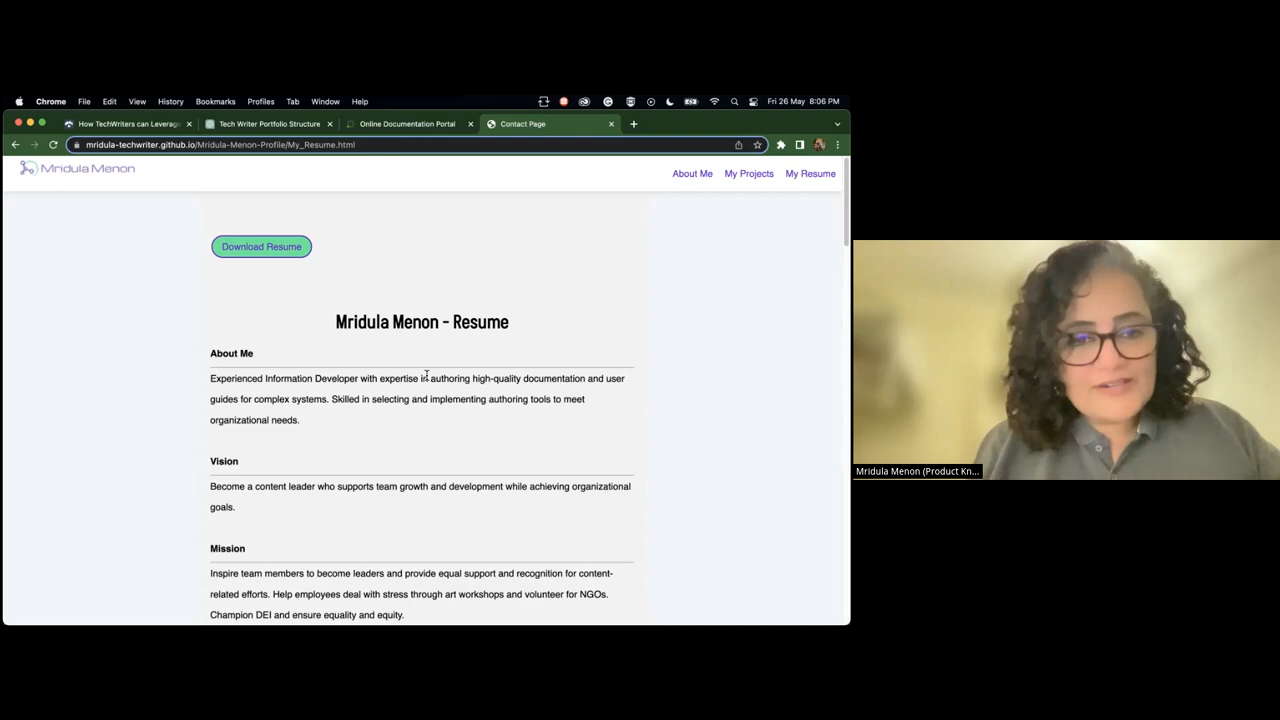 Chrome File Edit View History Bookmarks Profiles Tab Window Help Fri 26 May 8:06 PM
How TechWriters can Leverage Tech Writer Portfolio Structure Online Documentation Portal Contact Page
mridula-techwriter.github.io/Mridula-Menon-Profile/My_Resume.html
Mridula Menon About Me My Projects My Resume
Download Resume
Mridula Menon - Resume
About Me
Experienced Information Developer with expertise in authoring high-quality documentation and user
guides for complex systems. Skilled in selecting and implementing authoring tools to meet
organizational needs.
Vision
Become a content leader who supports team growth and development while achieving organizational
goals.
Mission
Inspire team members to become leaders and provide equal support and recognition for content-
related efforts. Help employees deal with stress through art workshops and volunteer for NGOs.
Champion DEI and ensure equality and equity.
Mridula Menon (Product Kn...